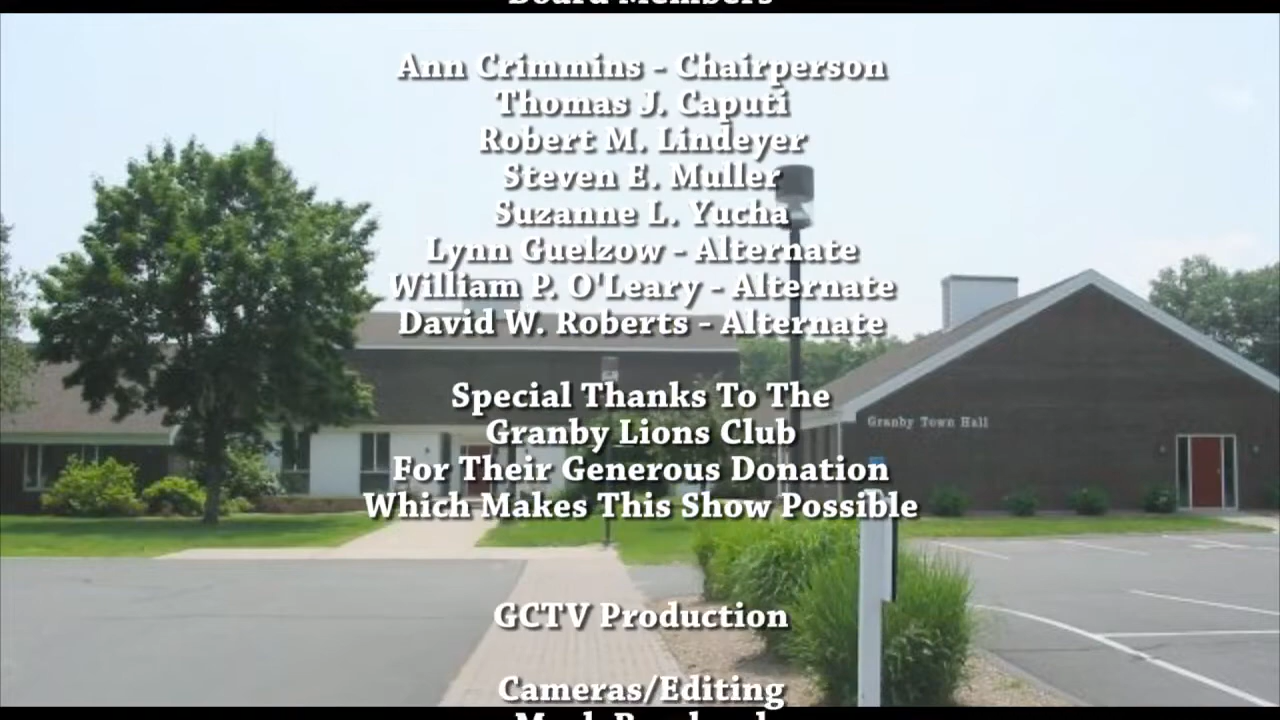 Board Members
Ann Crimmins - Chairperson
Thomas J. Caputi
Robert M. Lindeyer
Steven E. Muller
Suzanne L. Yucha
Lynn Guelzow - Alternate
William P. O'Leary - Alternate
David W. Roberts - Alternate
Special Thanks To The
Granby Lions Club
For Their Generous Donation
Which Makes This Show Possible
Granby Town Hall
GCTV Production
Cameras/Editing